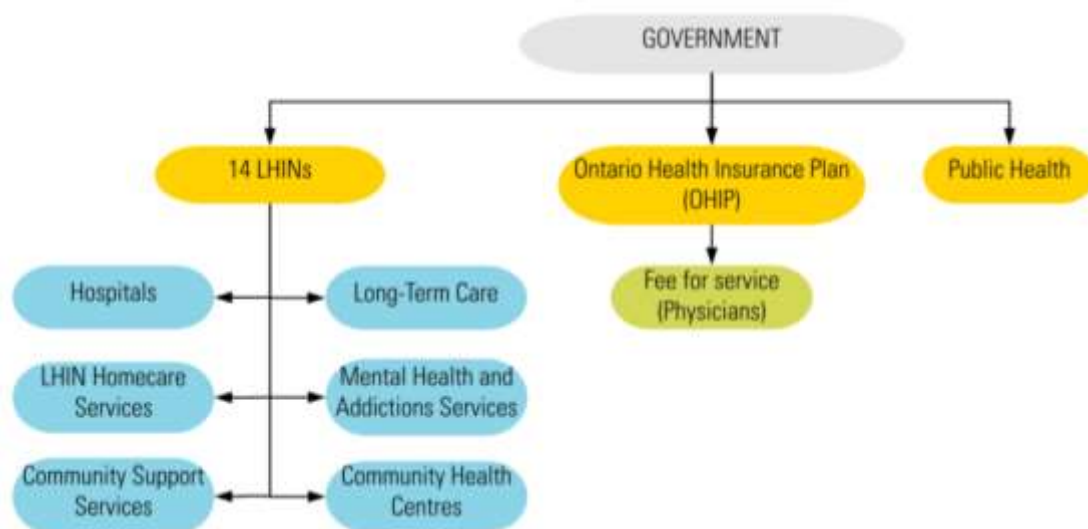 GOVERNMENT
14 LHINs
Ontario Health Insurance Plan
(OHIP)
Public Health
Hospitals
Long-Term Care
Fee for service
(Physicians)
LHIN Homecare
Services
Mental Health and
Addictions Services
Community Support
Services
Community Health
Centres